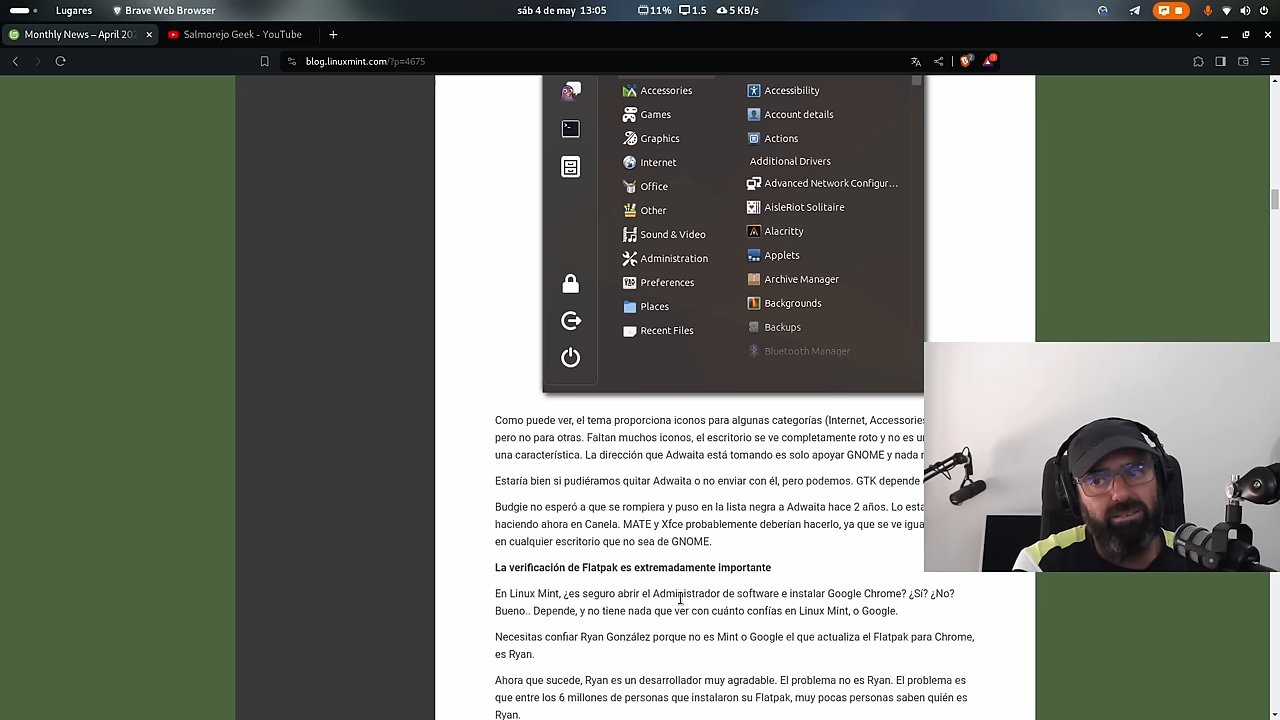 Lugares
Brave Web Browser
sáb 4 de may 13:05
11%
1.5
5 KB/s
Monthly News – April 202
Salmorejo Geek - YouTube
blog.linuxmint.com/?p=4675
Accessories
Games
Graphics
Internet
Office
Other
Sound & Video
Administration
Preferences
Places
Recent Files
Accessibility
Account details
Actions
Additional Drivers
Advanced Network Configur...
AisleRiot Solitaire
Alacritty
Applets
Archive Manager
Backgrounds
Backups
Bluetooth Manager
Como puede ver, el tema proporciona iconos para algunas categorías (Internet, Accessories
pero no para otras. Faltan muchos iconos, el escritorio se ve completamente roto y no es
una característica. La dirección que Adwaita está tomando es solo apoyar GNOME y nada
Estaría bien si pudiéramos quitar Adwaita o no enviar con él, pero podemos. GTK depende
Budgie no esperó a que se rompiera y puso en la lista negra a Adwaita hace 2 años. Lo
haciendo ahora en Canela. MATE y Xfce probablemente deberían hacerlo, ya que se ve
en cualquier escritorio que no sea de GNOME.
La verificación de Flatpak es extremadamente importante
En Linux Mint, ¿es seguro abrir el Administrador de software e instalar Google Chrome? ¿Sí? ¿No?
Bueno.. Depende, y no tiene nada que ver con cuánto confías en Linux Mint, o Google.
Necesitas confiar Ryan González porque no es Mint o Google el que actualiza el Flatpak para Chrome,
es Ryan.
Ahora que sucede, Ryan es un desarrollador muy agradable. El problema no es Ryan. El problema es
que entre los 6 millones de personas que instalaron su Flatpak, muy pocas personas saben quién es
Ryan.